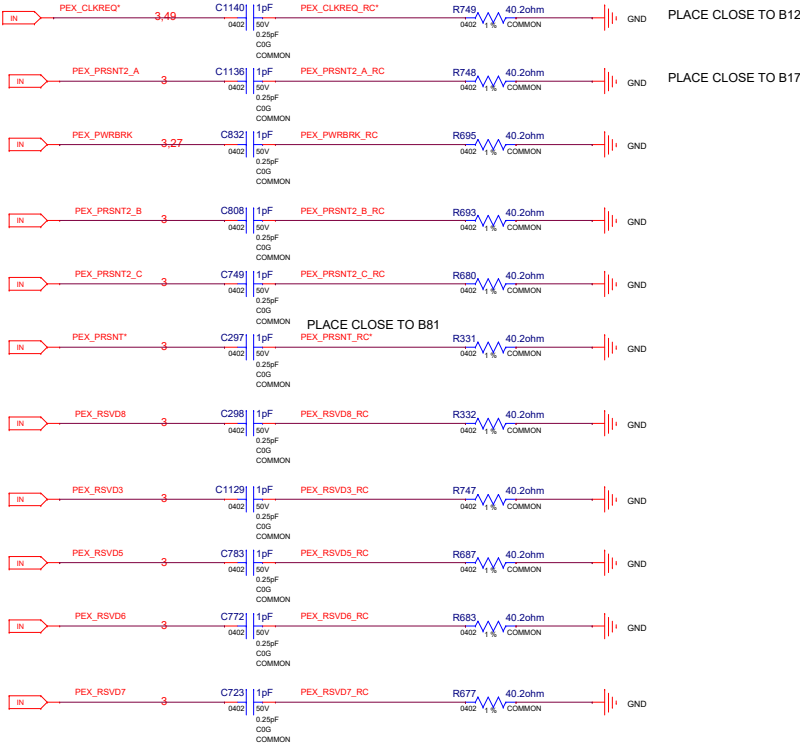 PEX_CLKREQ* 3,49 C1140 1pF PEX_CLKREQ_RC* R749 40.2ohm PLACE CLOSE TO B12
IN 0402 50V 0402 1 % COMMON GND
0.25pF
C0G
COMMON
PEX_PRSNT2_A 3 C1136 1pF PEX_PRSNT2_A_RC R748 40.2ohm PLACE CLOSE TO B17
IN 0402 50V 0402 1 % COMMON GND
0.25pF
C0G
COMMON
PEX_PWRBRK 3,27 C832 1pF PEX_PWRBRK_RC R695 40.2ohm
IN 0402 50V 0402 1 % COMMON GND
0.25pF
C0G
COMMON
PEX_PRSNT2_B 3 C808 1pF PEX_PRSNT2_B_RC R693 40.2ohm
IN 0402 50V 0402 1 % COMMON GND
0.25pF
C0G
COMMON
PEX_PRSNT2_C 3 C749 1pF PEX_PRSNT2_C_RC R680 40.2ohm
IN 0402 50V 0402 1 % COMMON GND
0.25pF
C0G
COMMON
PLACE CLOSE TO B81
PEX_PRSNT* 3 C297 1pF PEX_PRSNT_RC* R331 40.2ohm
IN 0402 50V 0402 1 % COMMON GND
0.25pF
C0G
COMMON
PEX_RSVD8 3 C298 1pF PEX_RSVD8_RC R332 40.2ohm
IN 0402 50V 0402 1 % COMMON GND
0.25pF
C0G
COMMON
PEX_RSVD3 3 C1129 1pF PEX_RSVD3_RC R747 40.2ohm
IN 0402 50V 0402 1 % COMMON GND
0.25pF
C0G
COMMON
PEX_RSVD5 3 C783 1pF PEX_RSVD5_RC R687 40.2ohm
IN 0402 50V 0402 1 % COMMON GND
0.25pF
C0G
COMMON
PEX_RSVD6 3 C772 1pF PEX_RSVD6_RC R683 40.2ohm
IN 0402 50V 0402 1 % COMMON GND
0.25pF
C0G
COMMON
PEX_RSVD7 3 C723 1pF PEX_RSVD7_RC R677 40.2ohm
IN 0402 50V 0402 1 % COMMON GND
0.25pF
C0G
COMMON